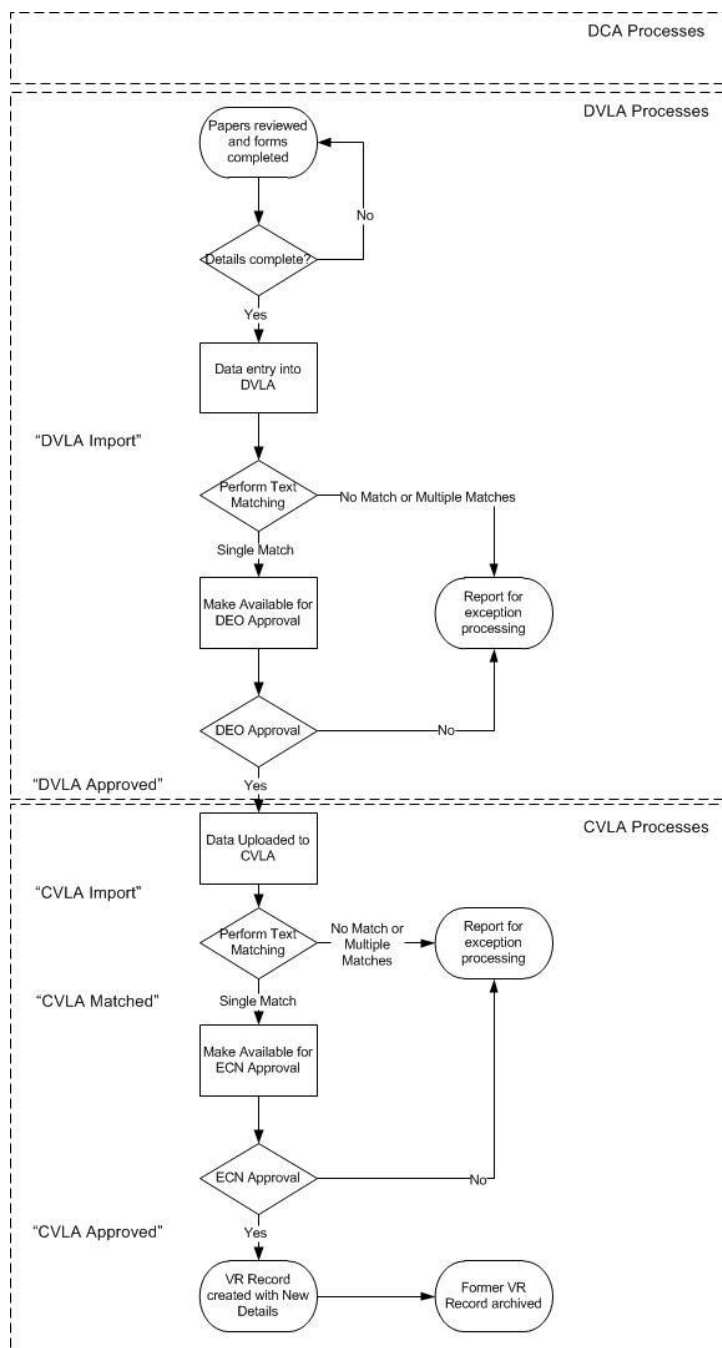 DCA Processes
DVLA Processes
Papers reviewed
and forms
completed
No
Details complete?
Yes
Data entry into
DVLA
“DVLA Import”
Perform Text
Matching
No Match or Multiple Matches
Single Match
Make Available for
DEO Approval
Report for
exception
processing
DEO Approval
No
“DVLA Approved”
Yes
CVLA Processes
Data Uploaded to
CVLA
“CVLA Import”
Perform Text
Matching
No Match or
Multiple
Matches
Report for
exception
processing
“CVLA Matched”
Single Match
Make Available for
ECN Approval
ECN Approval
No
“CVLA Approved”
Yes
VR Record
created with New
Details
Former VR
Record archived